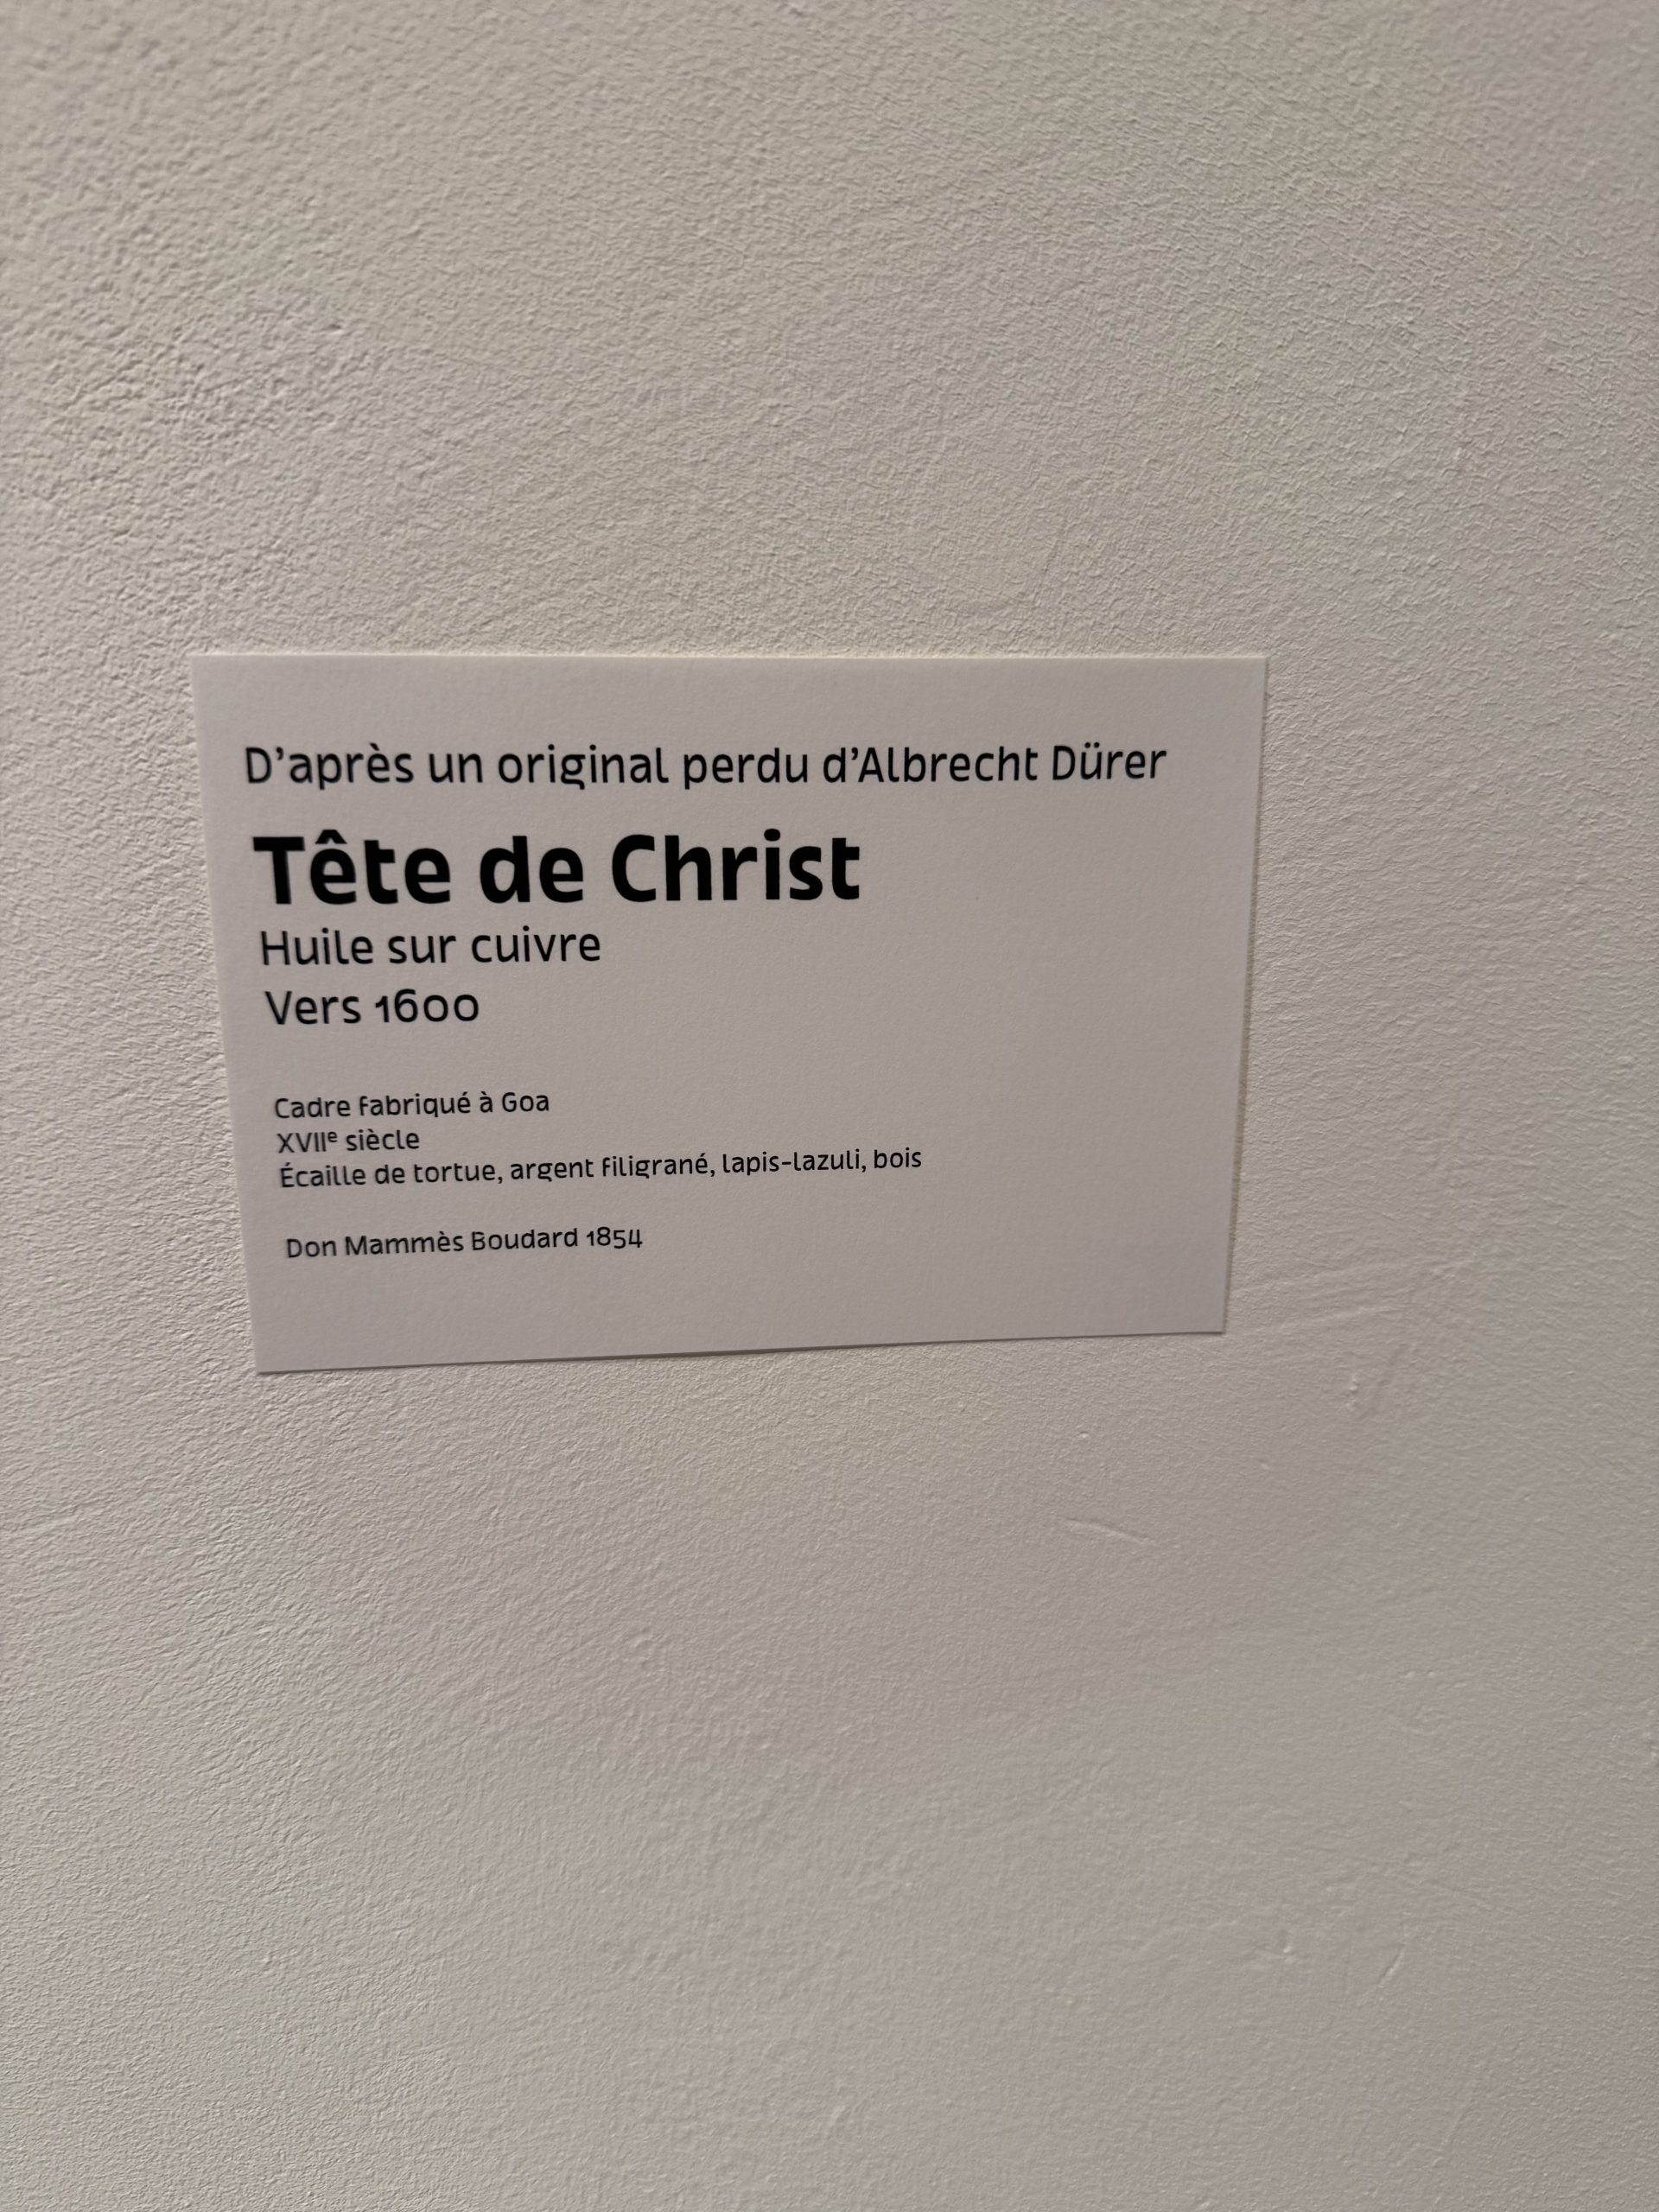 D’après un original perdu d’Albrecht Dürer
Tête de Christ
Huile sur cuivre
Vers 1600
Cadre fabriqué à Goa
XVIIe siècle
Écaille de tortue, argent filigrané, lapis-lazuli, bois
Don Mammès Boudard 1854